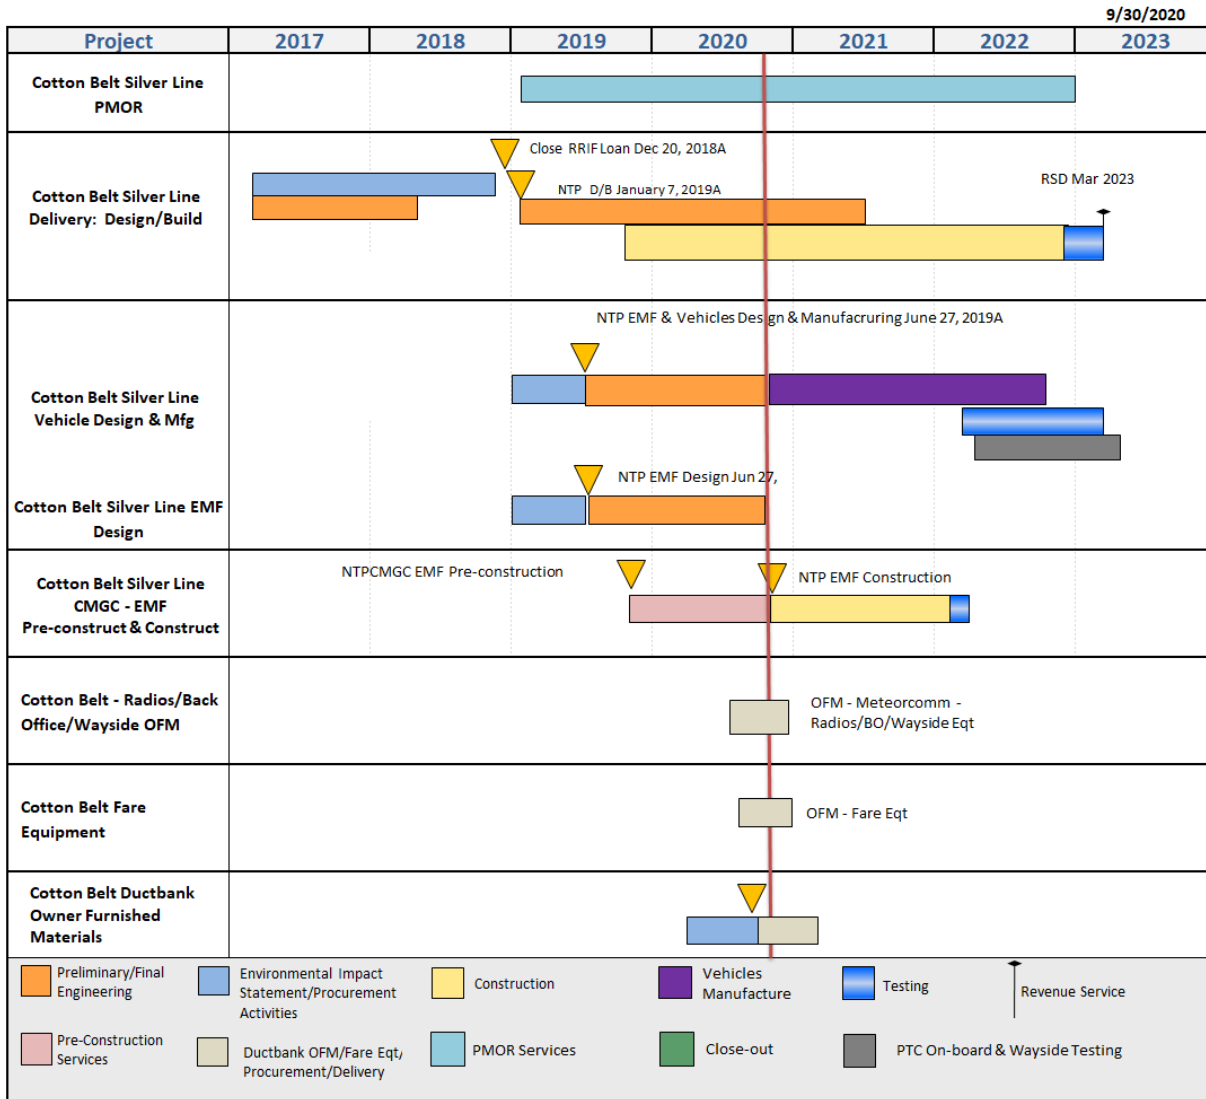 9/30/2020
Project 2017 2018 2019 2020 2021 2022 2023
Cotton Belt Silver Line
PMOR
Close RRIF Loan Dec 20, 2018A
NTP D/B January 7, 2019A
RSD Mar 2023
Cotton Belt Silver Line
Delivery: Design/Build
NTP EMF & Vehicles Design & Manufacruring June 27, 2019A
Cotton Belt Silver Line
Vehicle Design & Mfg
NTP EMF Design Jun 27,
Cotton Belt Silver Line EMF
Design
NTPCMGC EMF Pre-construction
NTP EMF Construction
Cotton Belt Silver Line
CMGC - EMF
Pre-construct & Construct
Cotton Belt - Radios/Back
Office/Wayside OFM
OFM - Meteorcomm -
Radios/BO/Wayside Eqt
Cotton Belt Fare
Equipment
OFM - Fare Eqt
Cotton Belt Ductbank
Owner Furnished
Materials
Preliminary/Final
Engineering
Environmental Impact
Statement/Procurement
Activities
Construction
Vehicles
Manufacture
Testing
Revenue Service
Pre-Construction
Services
Ductbank OFM/Fare Eqt/
Procurement/Delivery
PMOR Services
Close-out
PTC On-board & Wayside Testing